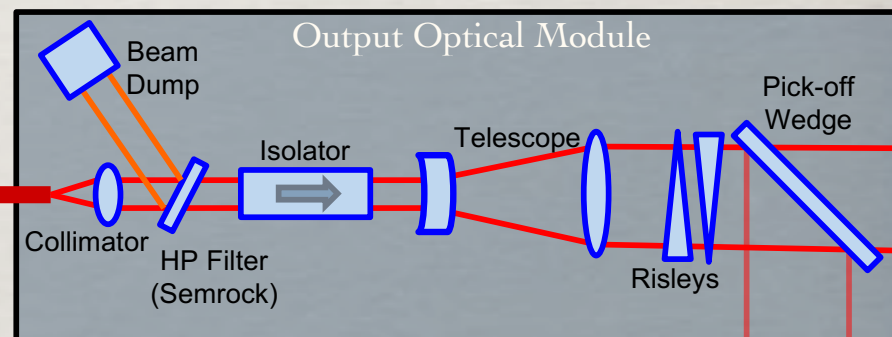 Output Optical Module
Beam
Dump
Pick-off
Wedge
Telescope
Isolator
Collimator
HP Filter
(Semrock)
Risleys